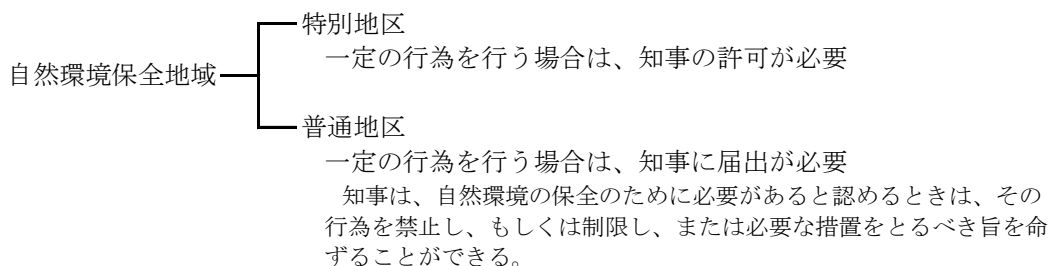 特別地区
一定の行為を行う場合は、知事の許可が必要
自然環境保全地域
普通地区
一定の行為を行う場合は、知事に届出が必要
知事は、自然環境の保全のために必要があると認めるときは、その
行為を禁止し、もしくは制限し、または必要な措置をとるべき旨を命
ずることができる。